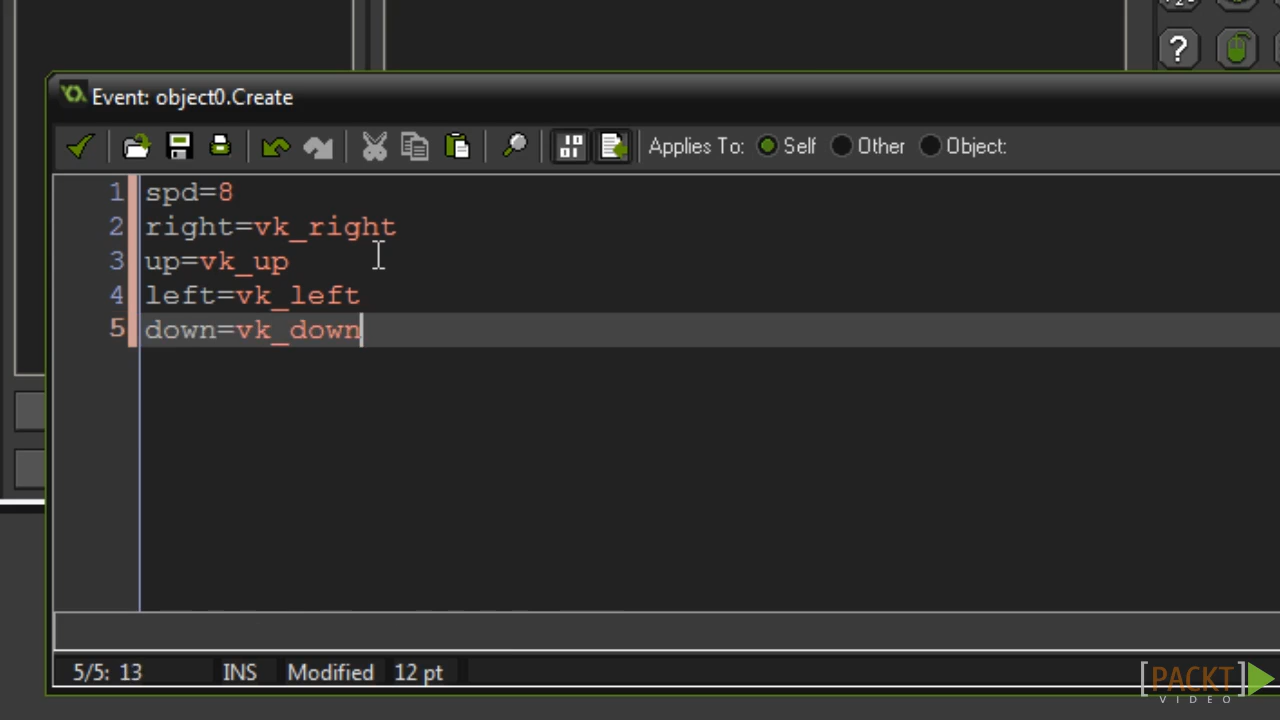 Event: object0.Create
Applies To: Self Other Object:
1 spd=8
2 right=vk_right
3 up=vk_up
4 left=vk_left
5 down=vk_down
5/5: 13 INS Modified 12 pt
[PACKT]
VIDEO